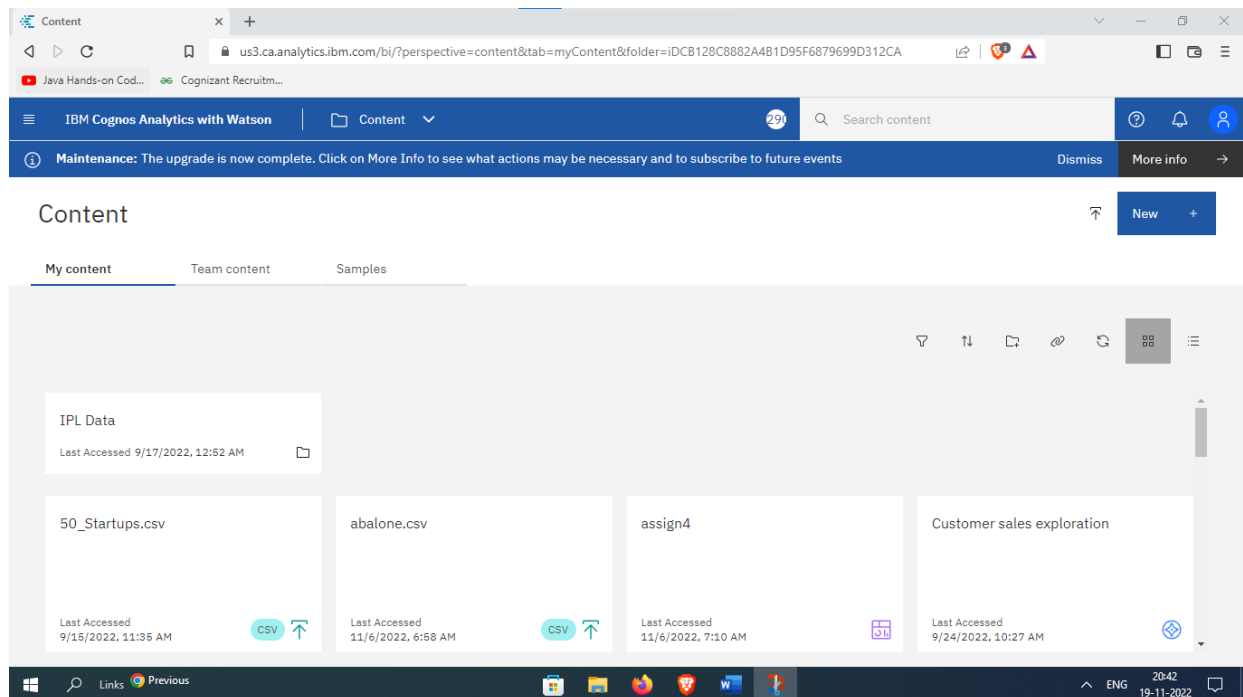 Content
us3.ca.analytics.ibm.com/bi/?perspective=content&tab=myContent&folder=iDCB128C8882A4B1D95F6879699D312CA
Java Hands-on Cod... Cognizant Recruitm...
IBM Cognos Analytics with Watson Content 290 Search content
Maintenance: The upgrade is now complete. Click on More Info to see what actions may be necessary and to subscribe to future events Dismiss More info
Content New +
My content Team content Samples
IPL Data
Last Accessed 9/17/2022, 12:52 AM
50_Startups.csv abalone.csv assign4 Customer sales exploration
Last Accessed Last Accessed Last Accessed Last Accessed
9/15/2022, 11:35 AM CSV 11/6/2022, 6:58 AM CSV 11/6/2022, 7:10 AM 9/24/2022, 10:27 AM
Links Previous ENG 20:42
19-11-2022